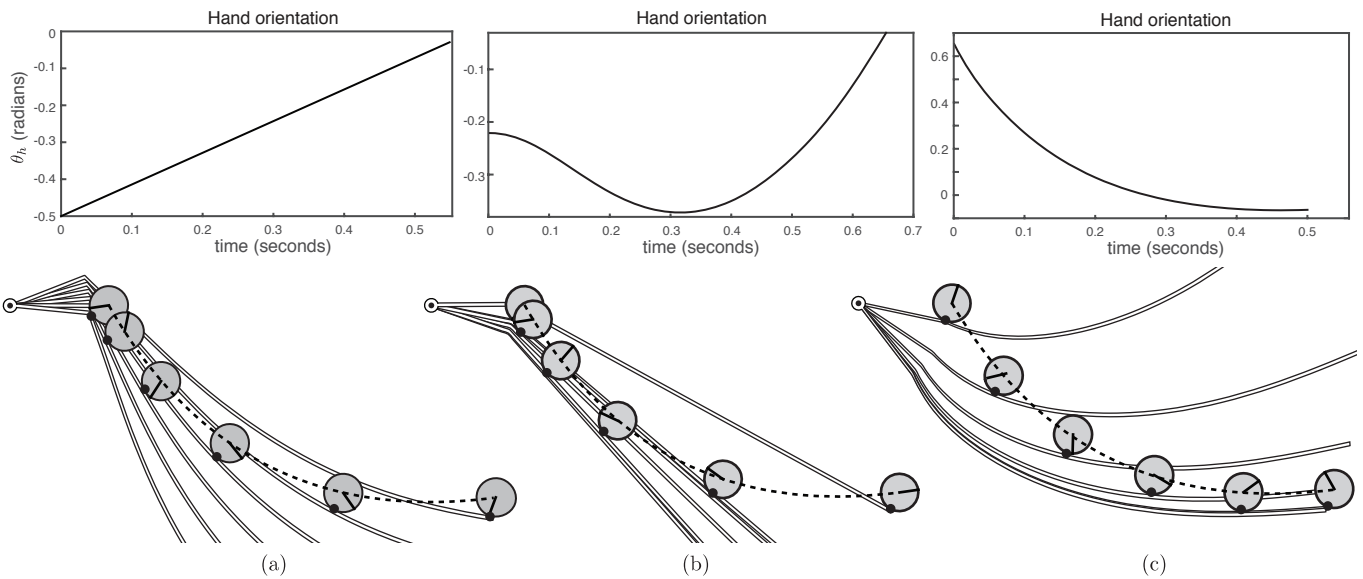 Hand orientation
0
-0.1
-0.2
-0.3
-0.4
-0.5
θh (radians)
0 0.1 0.2 0.3 0.4 0.5
time (seconds)
Hand orientation
-0.1
-0.2
-0.3
0 0.1 0.2 0.3 0.4 0.5 0.6 0.7
time (seconds)
Hand orientation
0.6
0.4
0.2
0
0 0.1 0.2 0.3 0.4 0.5
time (seconds)
(a)
(b)
(c)